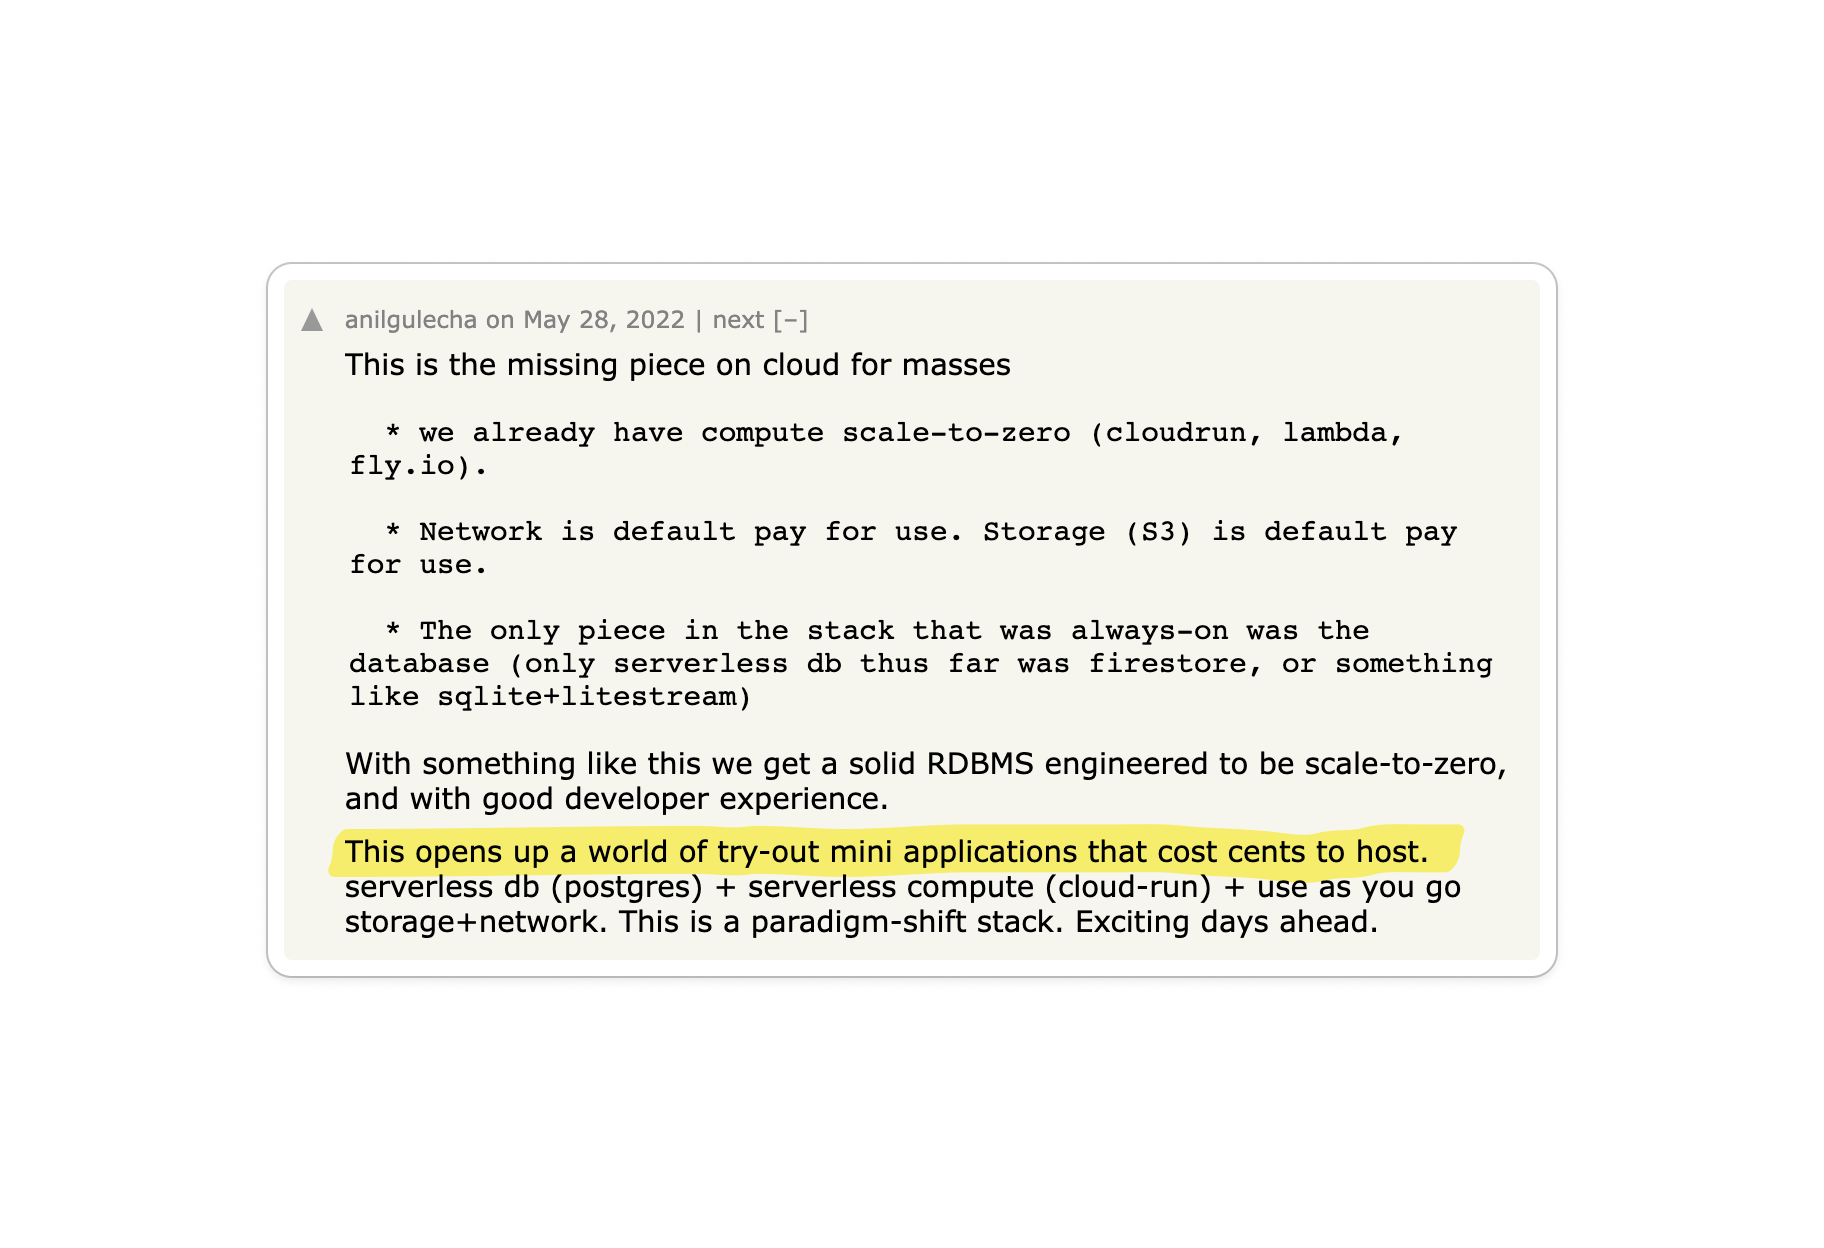 anilgulecha on May 28, 2022 | next [–]
This is the missing piece on cloud for masses
* we already have compute scale-to-zero (cloudrun, lambda,
fly.io).
* Network is default pay for use. Storage (S3) is default pay
for use.
* The only piece in the stack that was always-on was the
database (only serverless db thus far was firestore, or something
like sqlite+litestream)
With something like this we get a solid RDBMS engineered to be scale-to-zero,
and with good developer experience.
This opens up a world of try-out mini applications that cost cents to host.
serverless db (postgres) + serverless compute (cloud-run) + use as you go
storage+network. This is a paradigm-shift stack. Exciting days ahead.